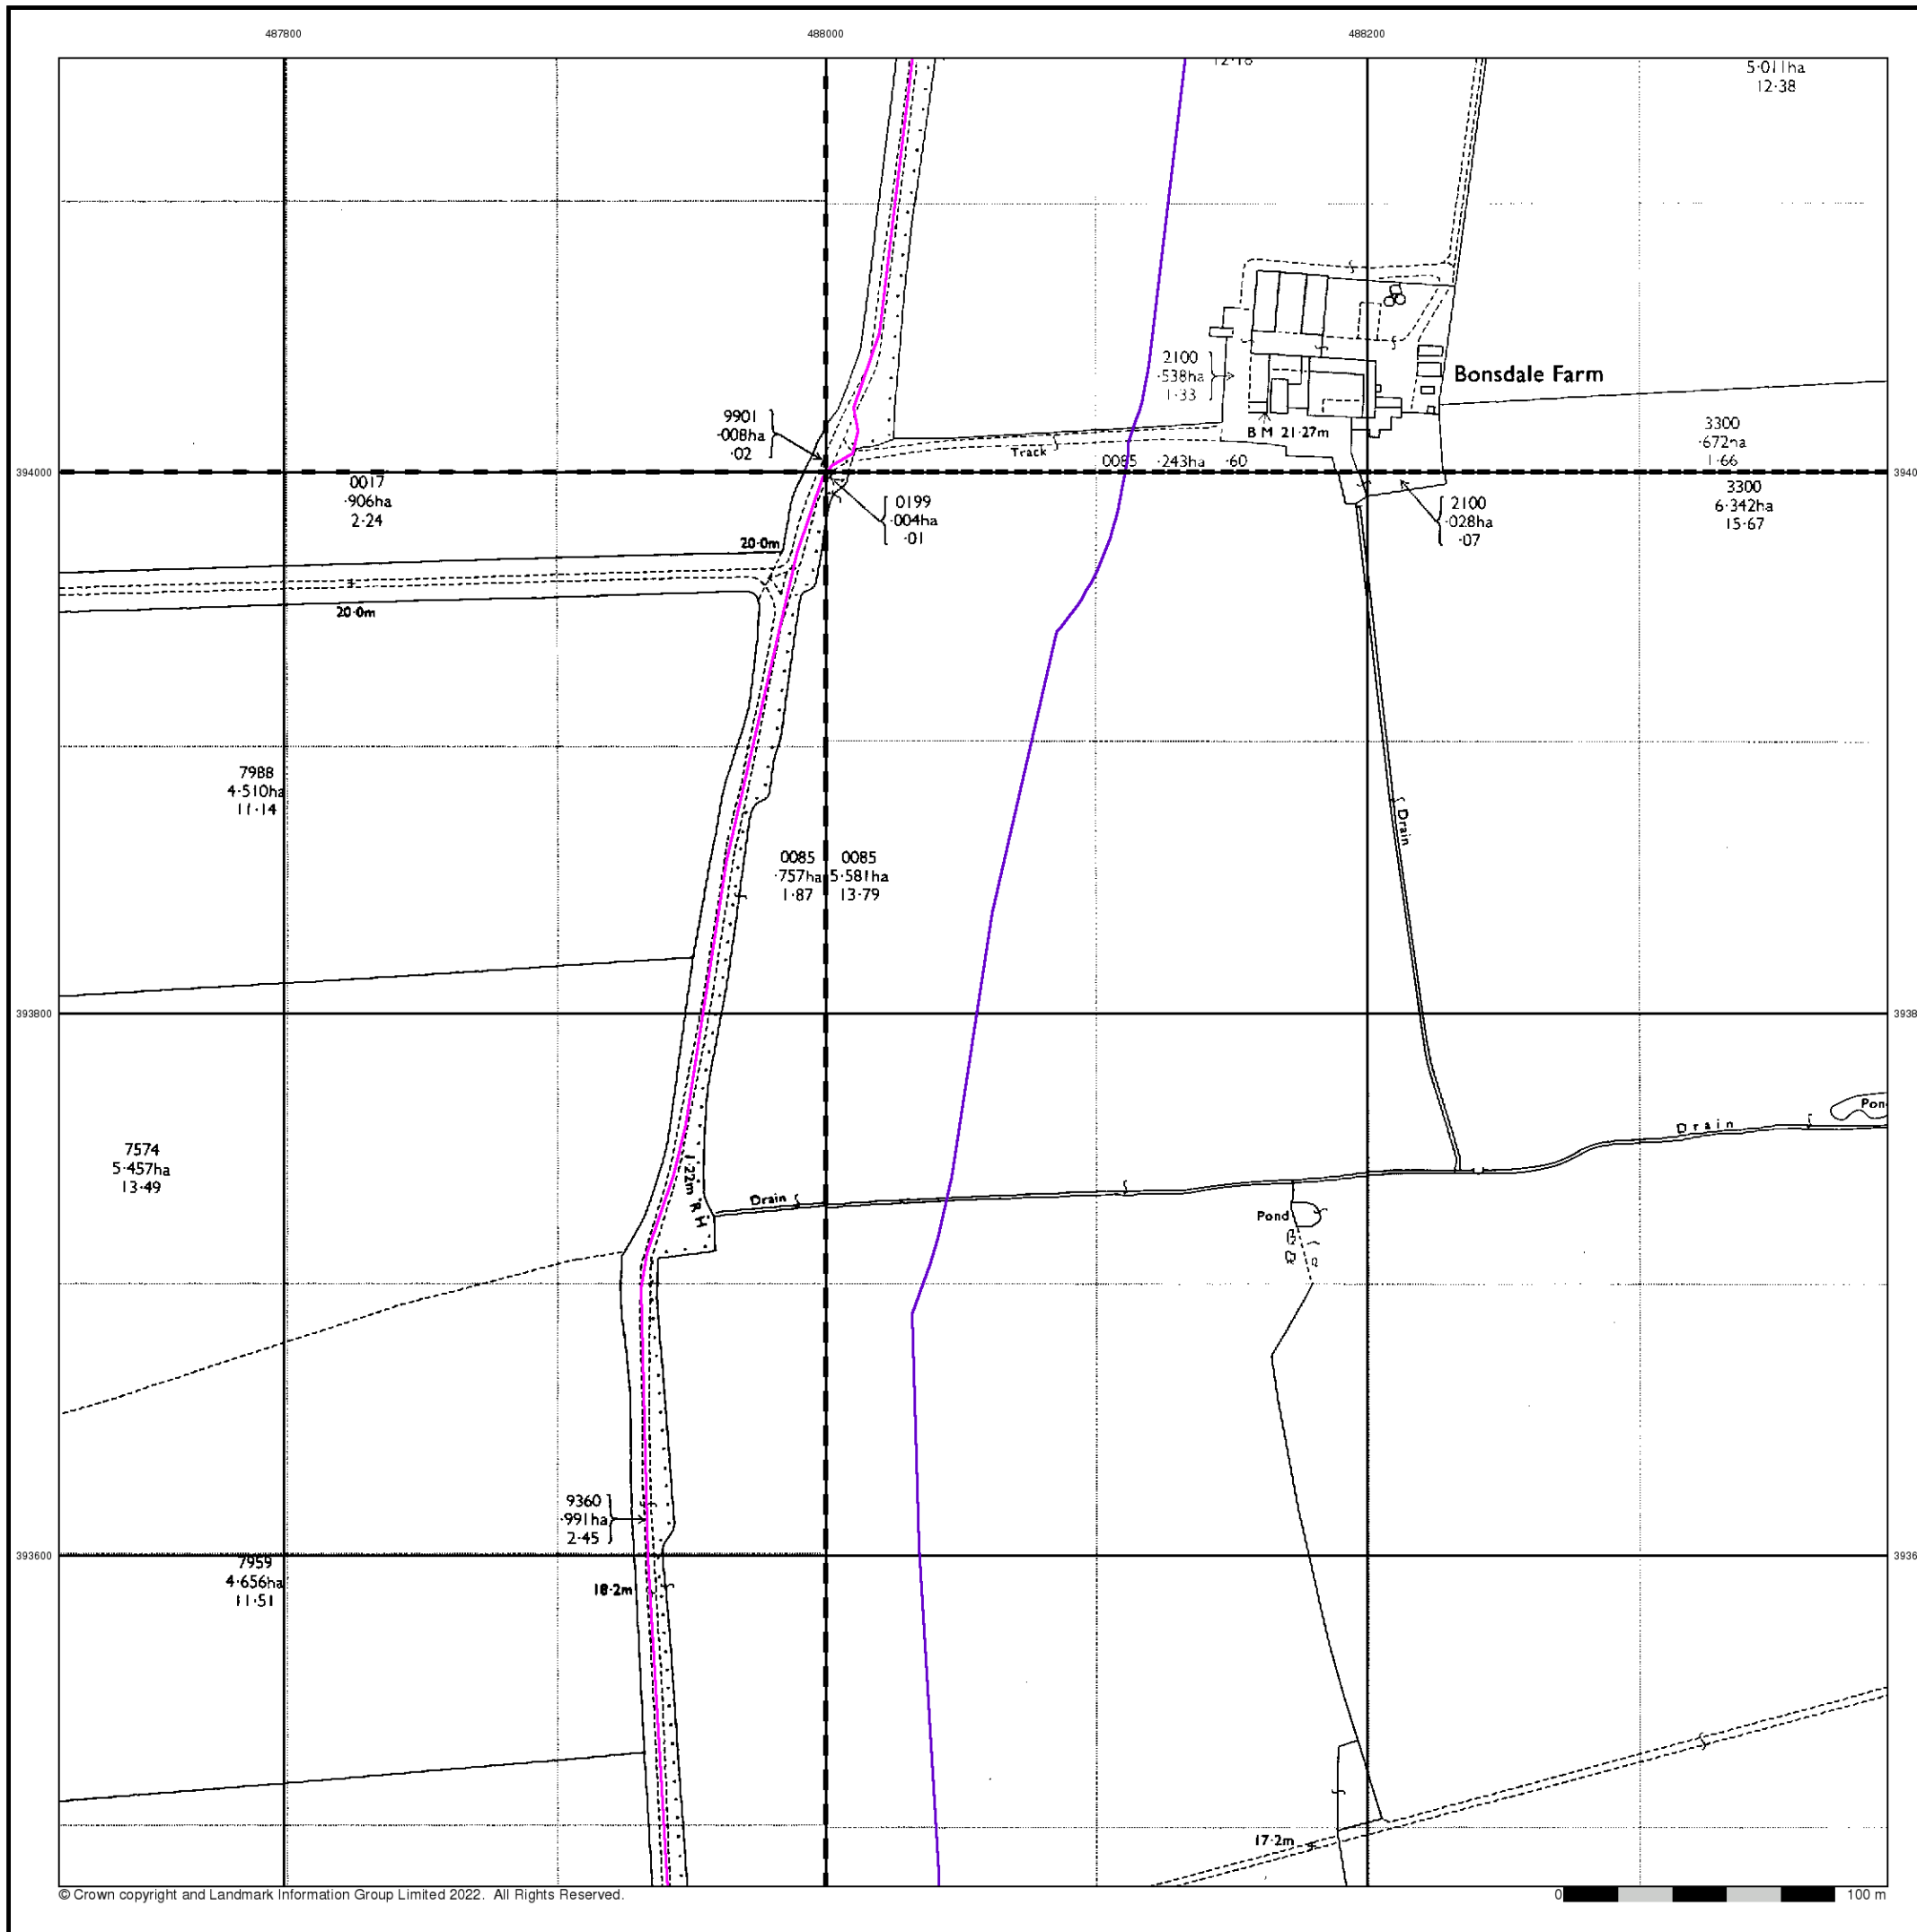 487800
488000
488200
5·011ha
12·38
2100
·538ha
1·33
Bonsdale Farm
9901
·008ha
·02
B M 21·27m
Track
3300
·672ha
1·66
394000
0085 ·243ha ·60
0017
·906ha
2·24
0199
·004ha
·01
2100
·028ha
·07
3300
6·342ha
15·67
20·0m
20·0m
7988
4·510ha
11·14
Drain
0085 0085
·757ha 5·581ha
1·87 13·79
393800
7574
5·457ha
13·49
1·22m R H
Drain
Drain
Pond
9360
·991ha
2·45
393600
7959
4·656ha
11·51
18·2m
17·2m
© Crown copyright and Landmark Information Group Limited 2022. All Rights Reserved.
0 100 m